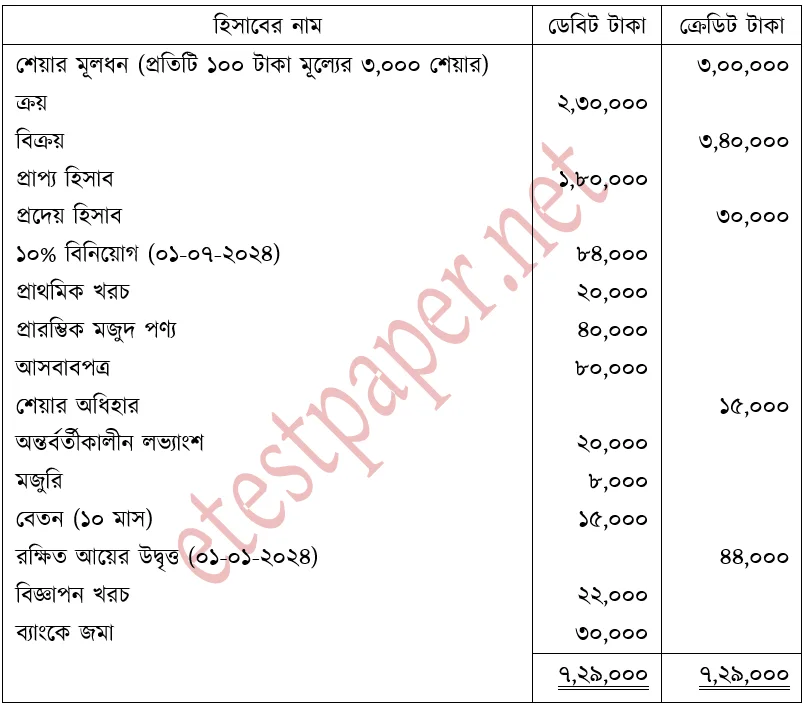 হিসাবের নাম ডেবিট টাকা ক্রেডিট টাকা
শেয়ার মূলধন (প্রতিটি ১০০ টাকা মূল্যের ৩,০০০ শেয়ার) ৩,০০,০০০
ক্রয় ২,৩০,০০০
বিক্রয় ৩,৪০,০০০
প্রাপ্য হিসাব ১,৮০,০০০
প্রদেয় হিসাব ৩০,০০০
১০% বিনিয়োগ (০১-০৭-২০২৪) ৮৪,০০০
প্রাথমিক খরচ ২০,০০০
প্রারম্ভিক মজুদ পণ্য ৪০,০০০
আসবাবপত্র ৮০,০০০
শেয়ার অধিহার ১৫,০০০
অন্তর্বর্তীকালীন লভ্যাংশ ২০,০০০
মজুরি ৮,০০০
বেতন (১০ মাস) ১৫,০০০
রক্ষিত আয়ের উদ্বৃত্ত (০১-০১-২০২৪) ৪৪,০০০
বিজ্ঞাপন খরচ ২২,০০০
ব্যাংকে জমা ৩০,০০০
৭,২৯,০০০ ৭,২৯,০০০
etestpaper.net